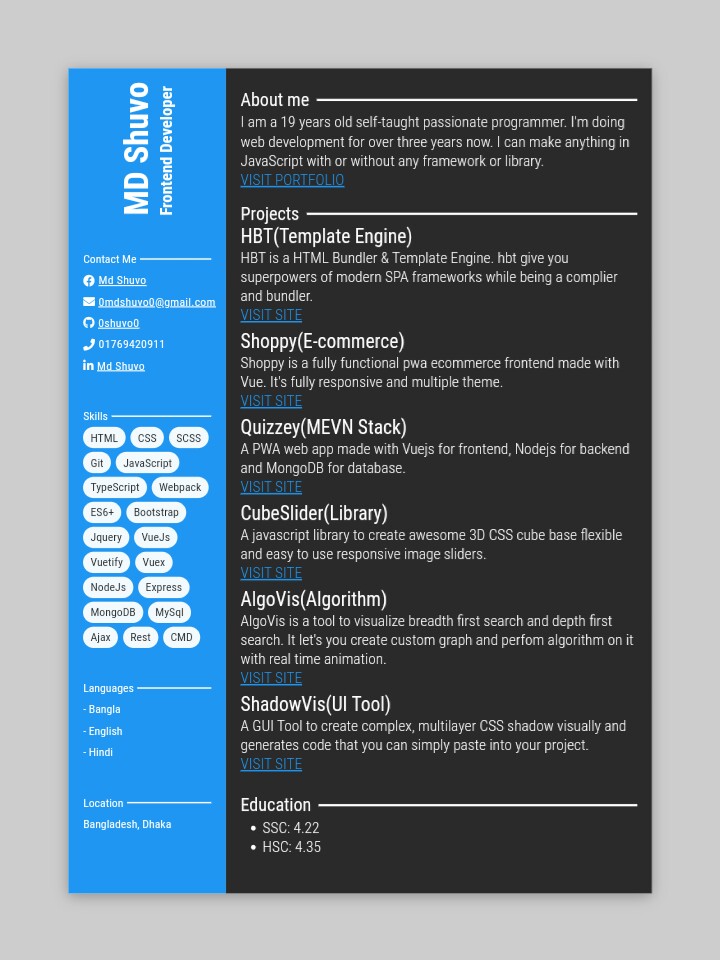 MD Shuvo
Frontend Developer
Contact Me
Md Shuvo
0mdshuvo0@gmail.com
0shuvo0
01769420911
Md Shuvo
Skills
HTML CSS SCSS
Git JavaScript
TypeScript Webpack
ES6+ Bootstrap
Jquery VueJs
Vuetify Vuex
NodeJs Express
MongoDB MySql
Ajax Rest CMD
Languages
- Bangla
- English
- Hindi
Location
Bangladesh, Dhaka
About me
I am a 19 years old self-taught passionate programmer. I'm doing
web development for over three years now. I can make anything in
JavaScript with or without any framework or library.
VISIT PORTFOLIO
Projects
HBT(Template Engine)
HBT is a HTML Bundler & Template Engine. hbt give you
superpowers of modern SPA frameworks while being a complier
and bundler.
VISIT SITE
Shoppy(E-commerce)
Shoppy is a fully functional pwa ecommerce frontend made with
Vue. It's fully responsive and multiple theme.
VISIT SITE
Quizzey(MEVN Stack)
A PWA web app made with Vuejs for frontend, Nodejs for backend
and MongoDB for database.
VISIT SITE
CubeSlider(Library)
A javascript library to create awesome 3D CSS cube base flexible
and easy to use responsive image sliders.
VISIT SITE
AlgoVis(Algorithm)
AlgoVis is a tool to visualize breadth first search and depth first
search. It let's you create custom graph and perfom algorithm on it
with real time animation.
VISIT SITE
ShadowVis(UI Tool)
A GUI Tool to create complex, multilayer CSS shadow visually and
generates code that you can simply paste into your project.
VISIT SITE
Education
• SSC: 4.22
• HSC: 4.35